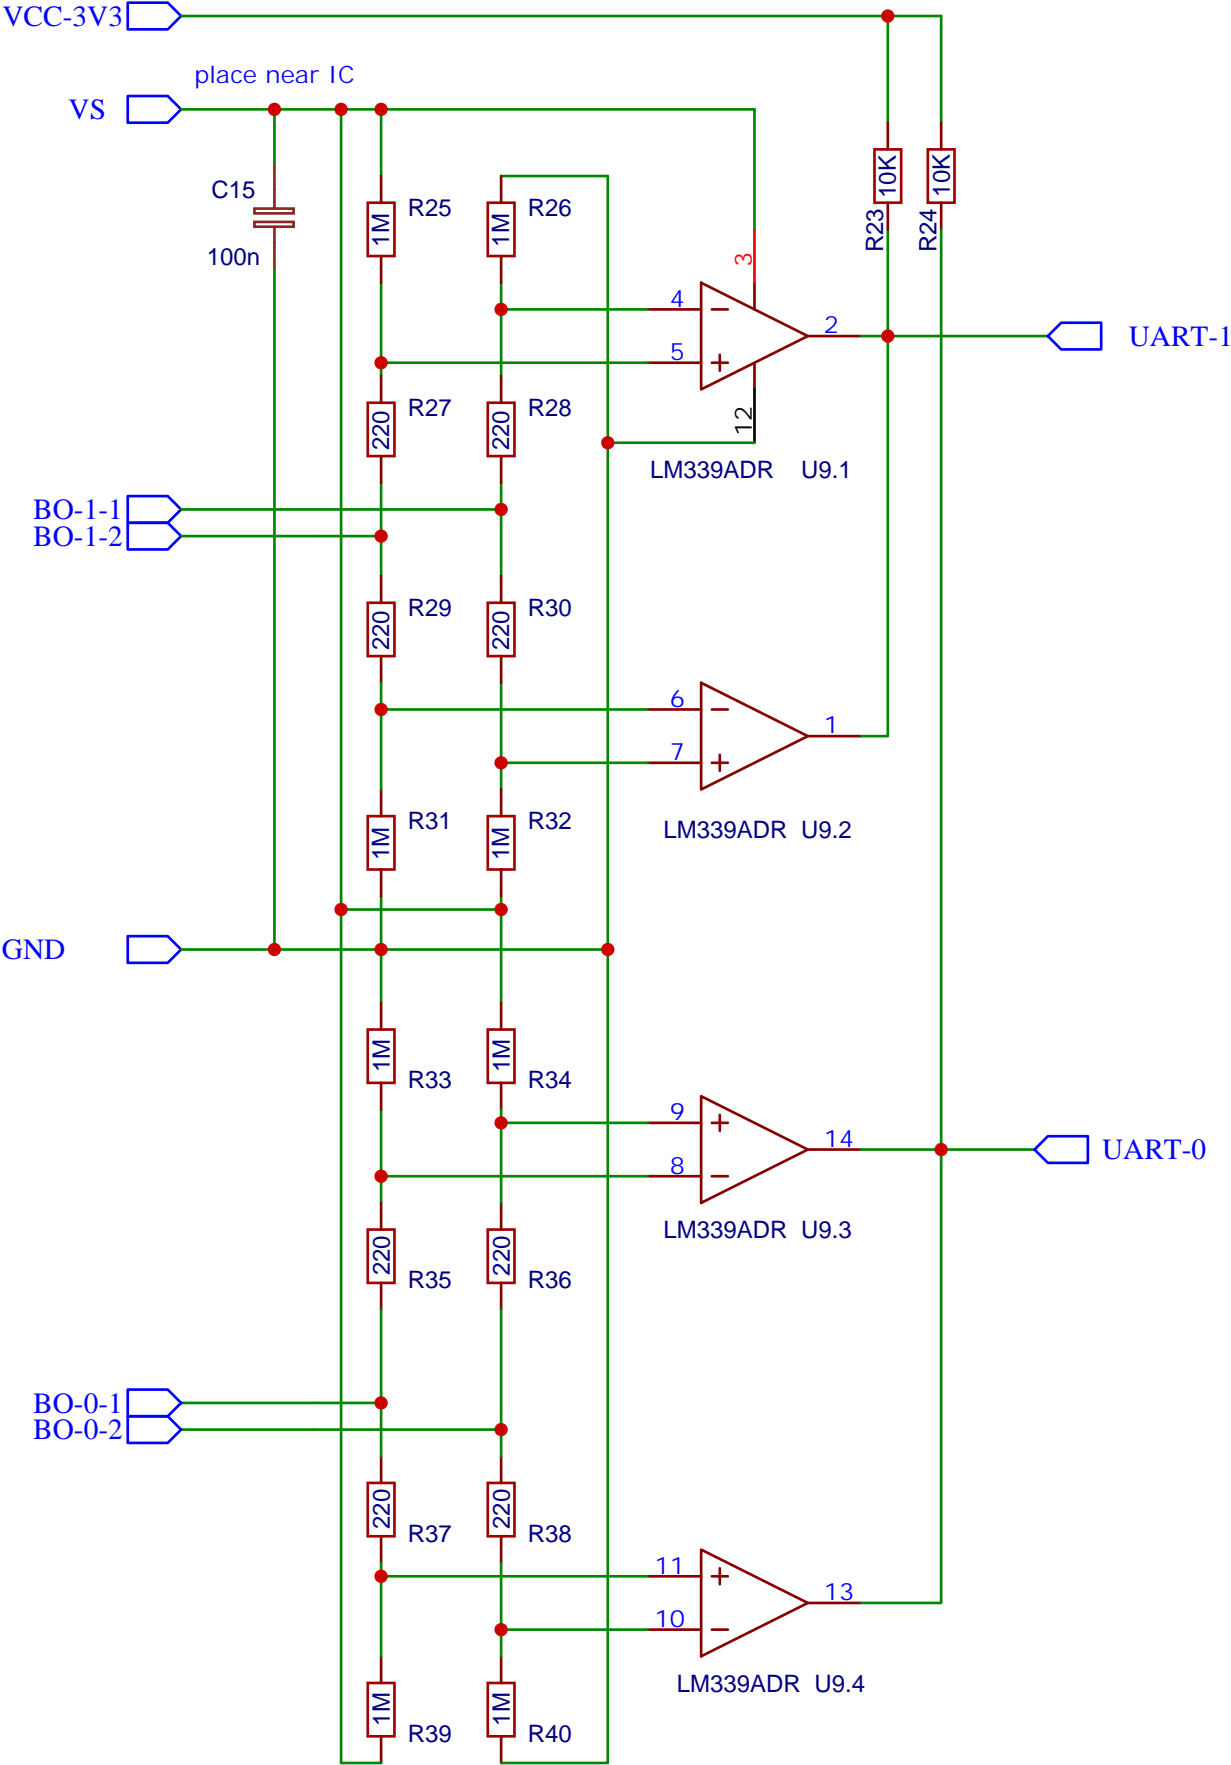 VCC-3V3
place near IC
VS
10K
10K
R23
R24
C15
100n
R25
1M
R26
1M
3
4
5
2
UART-1
12
R27
220
R28
220
LM339ADR U9.1
BO-1-1
BO-1-2
R29
220
R30
220
6
7
1
R31
1M
R32
1M
LM339ADR U9.2
GND
1M
R33
1M
R34
9
8
14
UART-0
LM339ADR U9.3
220
R35
220
R36
BO-0-1
BO-0-2
220
R37
220
R38
11
10
13
LM339ADR U9.4
1M
R39
1M
R40